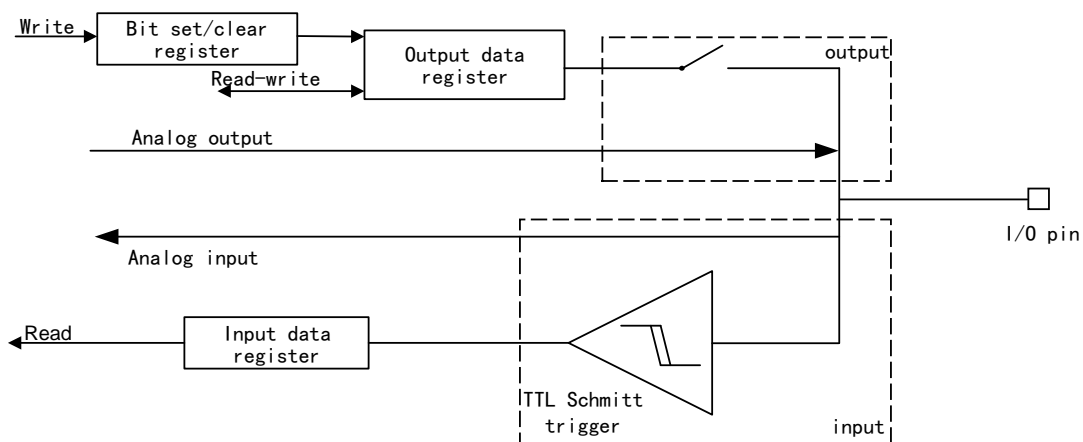 Write
Bit set/clear
register
Read-write
Output data
register
output
Analog output
I/O pin
Analog input
Read
Input data
register
TTL Schmitt
trigger
input